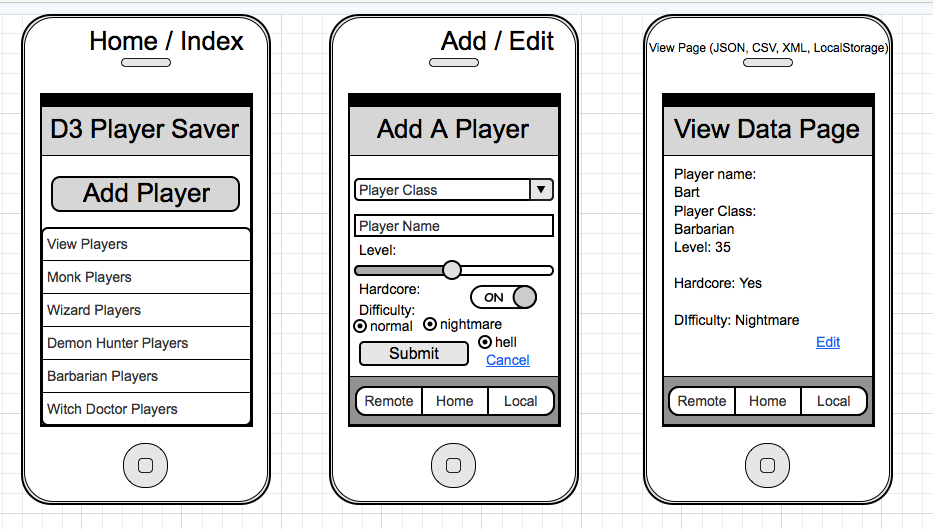 Home / Index
D3 Player Saver
Add Player
View Players
Monk Players
Wizard Players
Demon Hunter Players
Barbarian Players
Witch Doctor Players
Add / Edit
Add A Player
Player Class
Player Name
Level:
Hardcore:
ON
Difficulty:
normal
nightmare
hell
Submit
Cancel
Remote Home Local
View Page (JSON, CSV, XML, LocalStorage)
View Data Page
Player name:
Bart
Player Class:
Barbarian
Level: 35
Hardcore: Yes
DIfficulty: Nightmare
Edit
Remote Home Local